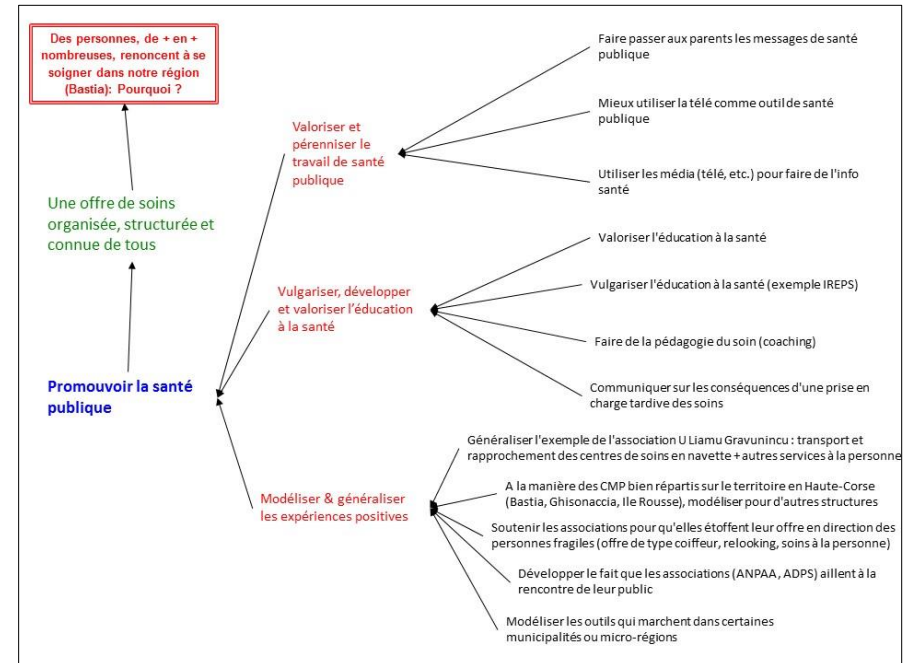 Des personnes, de + en +
nombreuses, renoncent à se
soigner dans notre région
(Bastia): Pourquoi ?
Une offre de soins
organisée, structurée et
connue de tous
Promouvoir la santé
publique
Valoriser et
pérenniser le
travail de santé
publique
Faire passer aux parents les messages de santé
publique
Mieux utiliser la télé comme outil de santé
publique
Utiliser les média (télé, etc.) pour faire de l'info
santé
Vulgariser, développer
et valoriser l’éducation
à la santé
Valoriser l'éducation à la santé
Vulgariser l'éducation à la santé (exemple IREPS)
Faire de la pédagogie du soin (coaching)
Communiquer sur les conséquences d'une prise en
charge tardive des soins
Modéliser & généraliser
les expériences positives
Généraliser l'exemple de l'association U Liamu Gravunincu : transport et
rapprochement des centres de soins en navette + autres services à la personne
A la manière des CMP bien répartis sur le territoire en Haute-Corse
(Bastia, Ghisonaccia, Ile Rousse), modéliser pour d'autres structures
Soutenir les associations pour qu'elles étoffent leur offre en direction des
personnes fragiles (offre de type coiffeur, relooking, soins à la personne)
Développer le fait que les associations (ANPAA, ADPS) aillent à la
rencontre de leur public
Modéliser les outils qui marchent dans certaines
municipalités ou micro-régions